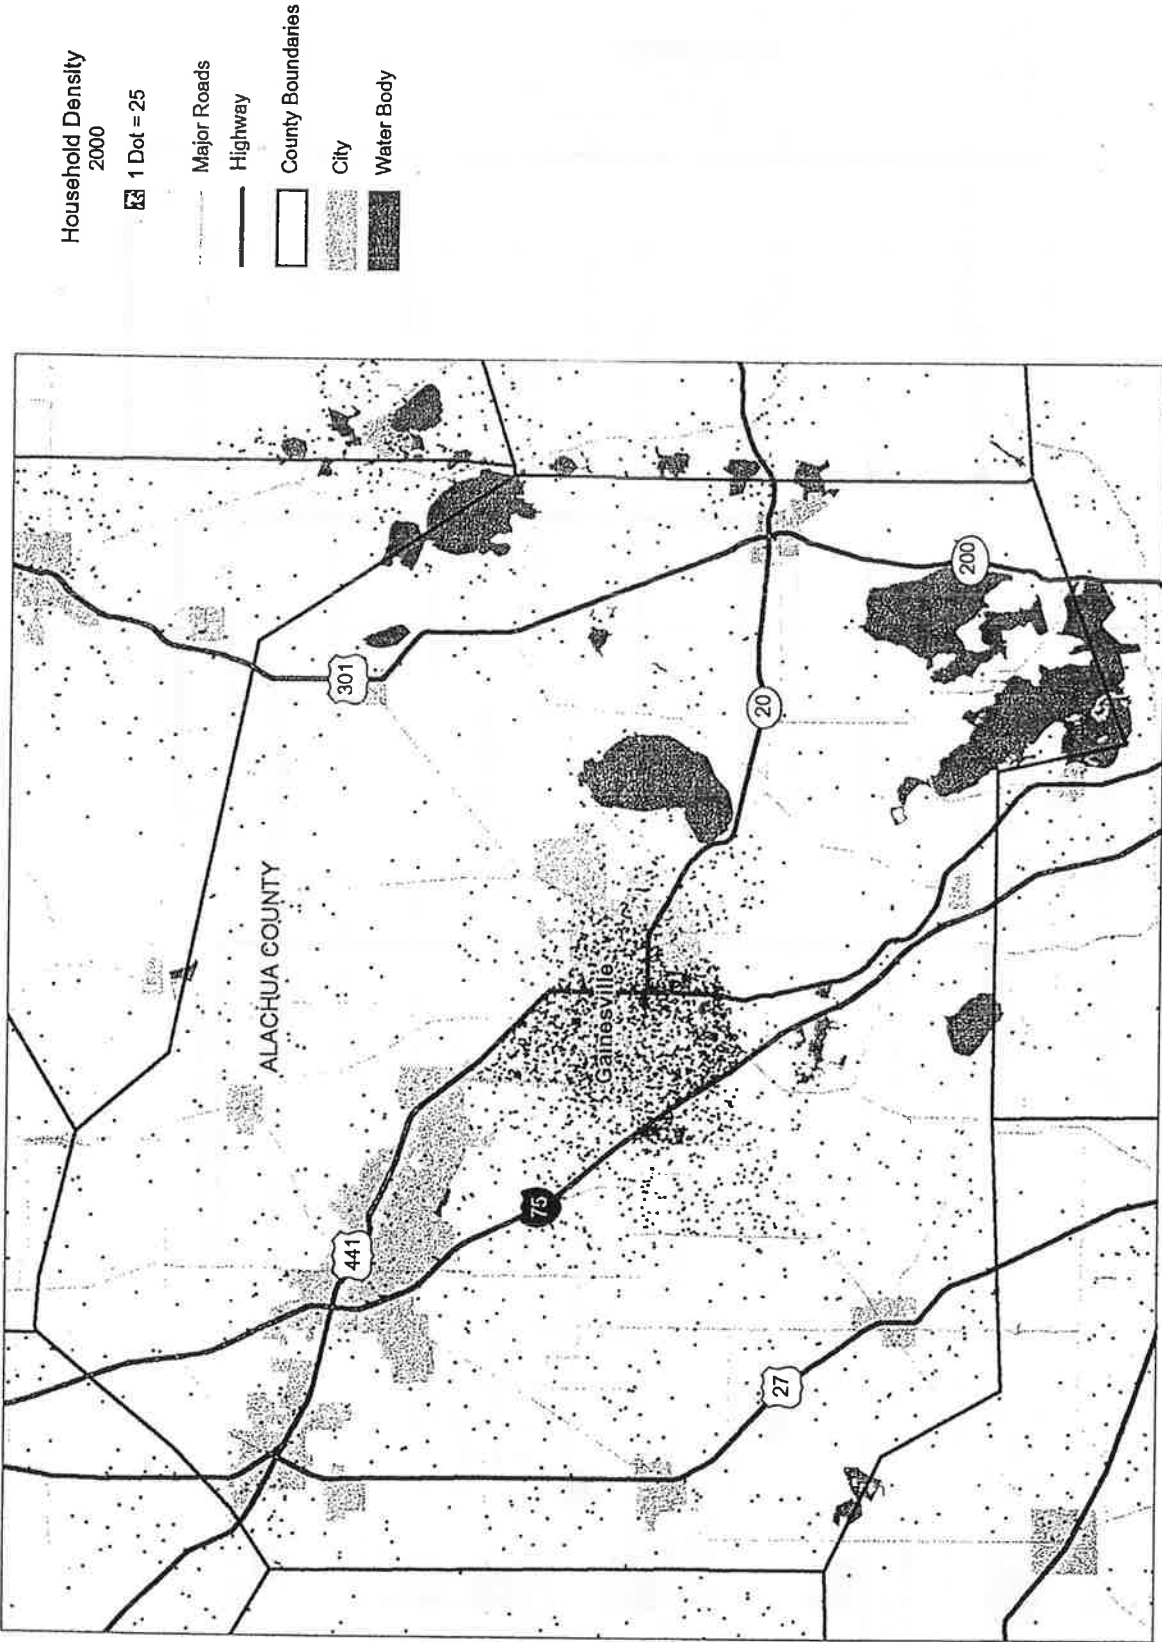 Household Density
2000
1 Dot = 25
Major Roads
Highway
County Boundaries
City
Water Body
ALACHUA COUNTY
Gainesville
301
200
20
441
75
27